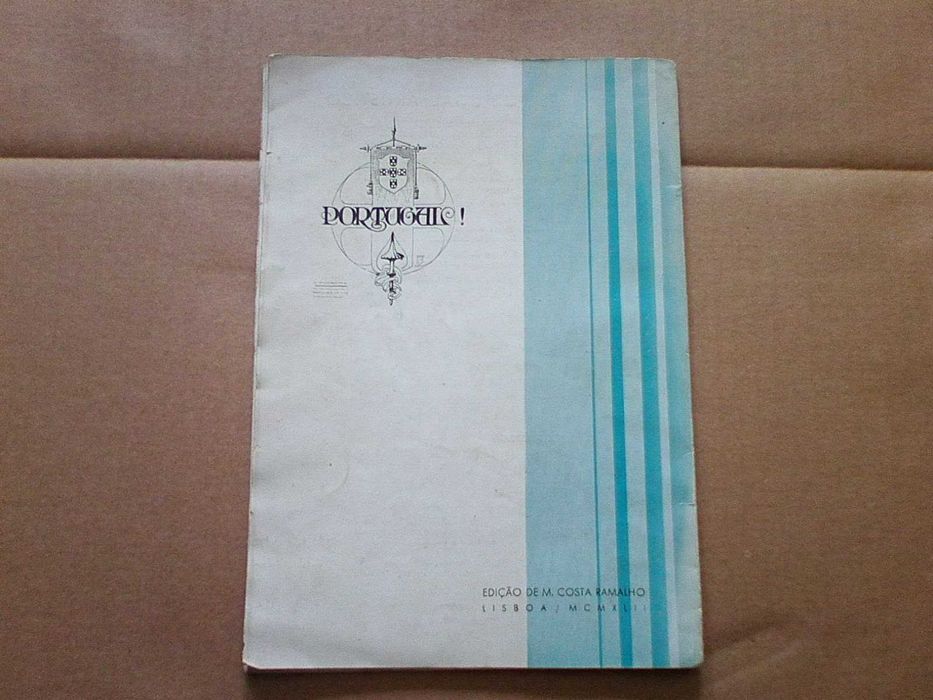 PORTUGAL!
EDIÇÃO DE M. COSTA RAMALHO
LISBOA / MCMXLII